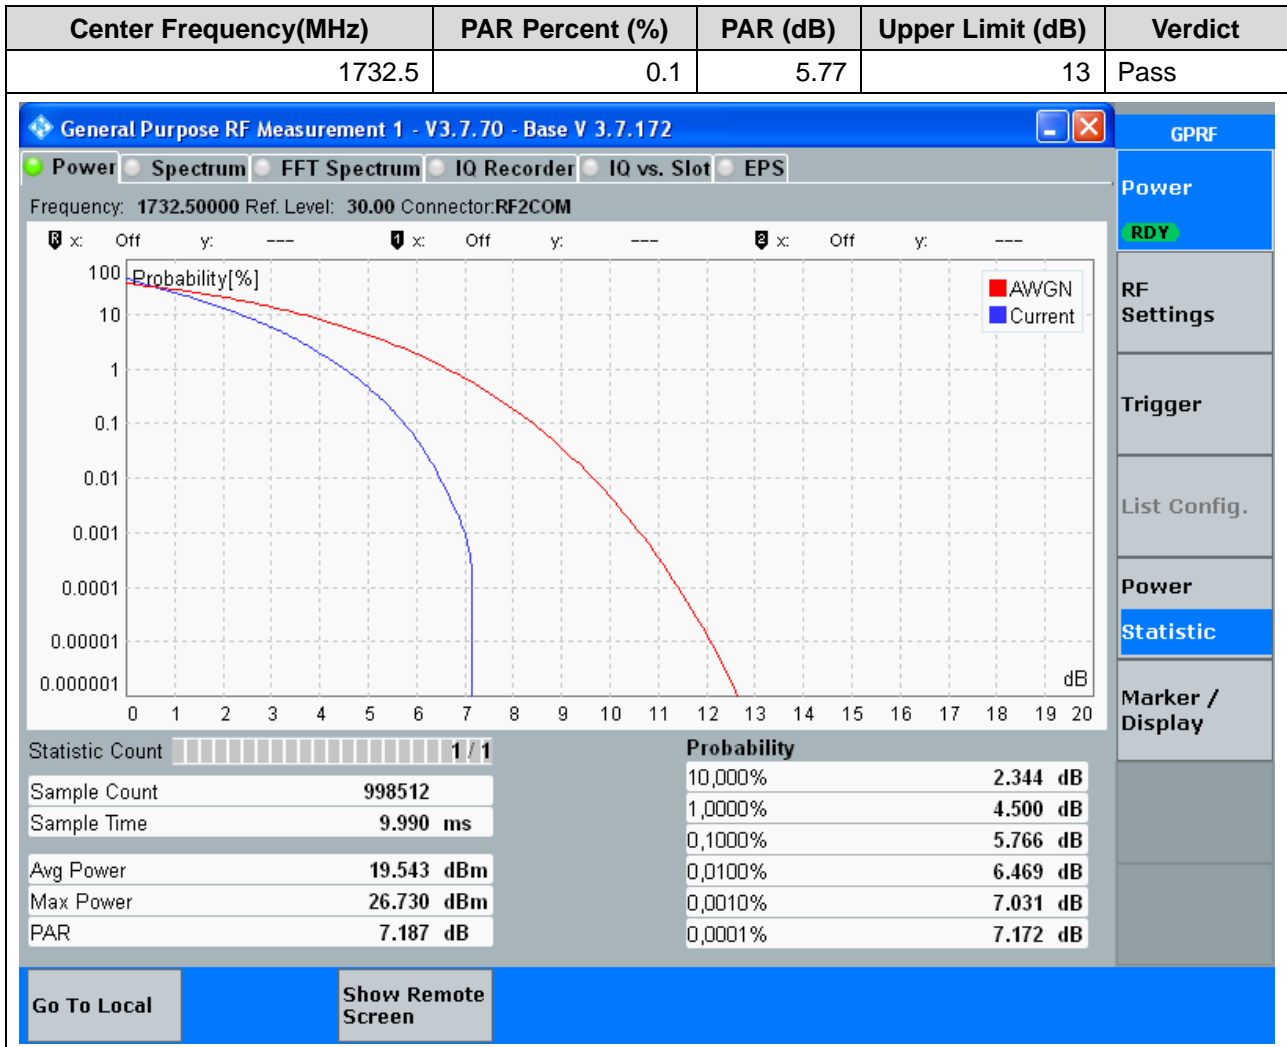 Center Frequency(MHz) PAR Percent (%) PAR (dB) Upper Limit (dB) Verdict
1732.5 0.1 5.77 13 Pass
General Purpose RF Measurement 1 - V3.7.70 - Base V 3.7.172
GPRF
Power Spectrum FFT Spectrum IQ Recorder IQ vs. Slot EPS
Power
RDY
Frequency: 1732.50000 Ref. Level: 30.00 Connector:RF2COM
R x: Off y: --- 1 x: Off y: --- 2 x: Off y: ---
Probability[%]
AWGN
Current
100
10
1
0.1
0.01
0.001
0.0001
0.00001
0.000001
dB
0 1 2 3 4 5 6 7 8 9 10 11 12 13 14 15 16 17 18 19 20
RF
Settings
Trigger
List Config.
Power
Statistic
Marker /
Display
Statistic Count 1 / 1
Sample Count 998512
Sample Time 9.990 ms
Avg Power 19.543 dBm
Max Power 26.730 dBm
PAR 7.187 dB
Probability
10,000% 2.344 dB
1,0000% 4.500 dB
0,1000% 5.766 dB
0,0100% 6.469 dB
0,0010% 7.031 dB
0,0001% 7.172 dB
Go To Local
Show Remote
Screen